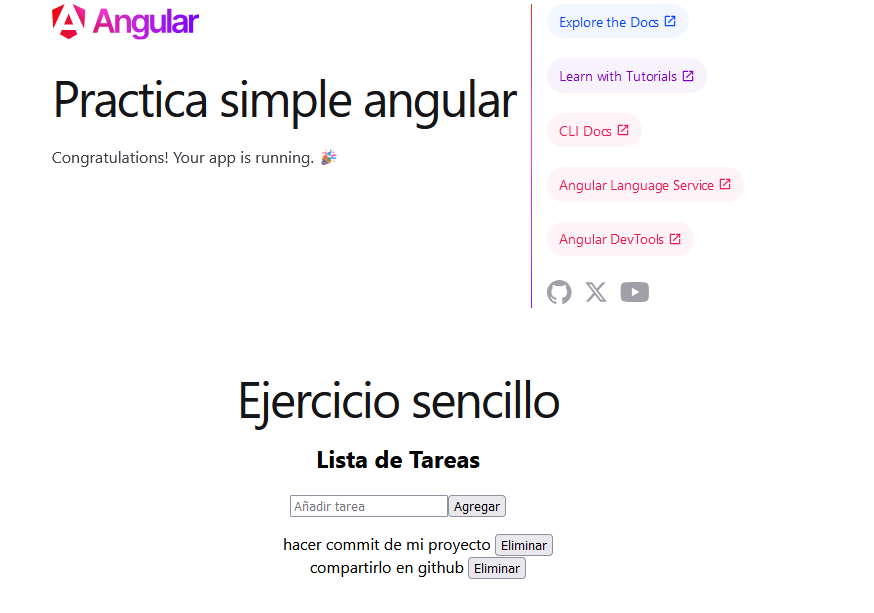 Angular
Practica simple angular
Congratulations! Your app is running. 🎉
Explore the Docs
Learn with Tutorials
CLI Docs
Angular Language Service
Angular DevTools
Ejercicio sencillo
Lista de Tareas
Añadir tarea Agregar
hacer commit de mi proyecto Eliminar
compartirlo en github Eliminar